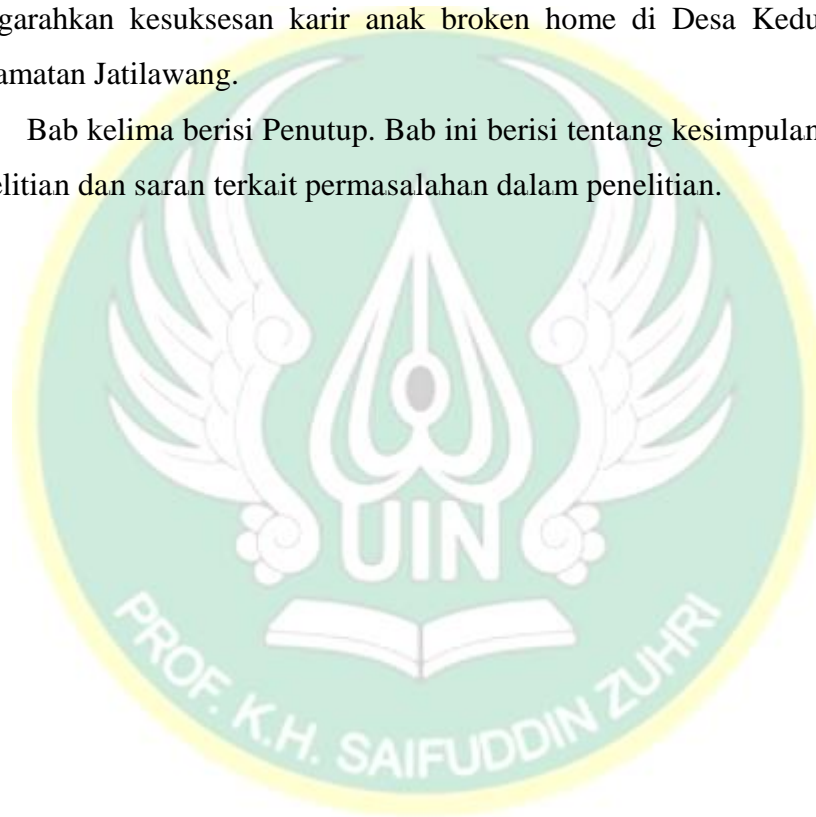 garahkan kesuksesan karir anak broken home di Desa Kedu
amatan Jatilawang.
Bab kelima berisi Penutup. Bab ini berisi tentang kesimpulan
elitian dan saran terkait permasalahan dalam penelitian.
UIN
PROF. K.H. SAIFUDDIN ZUHRI